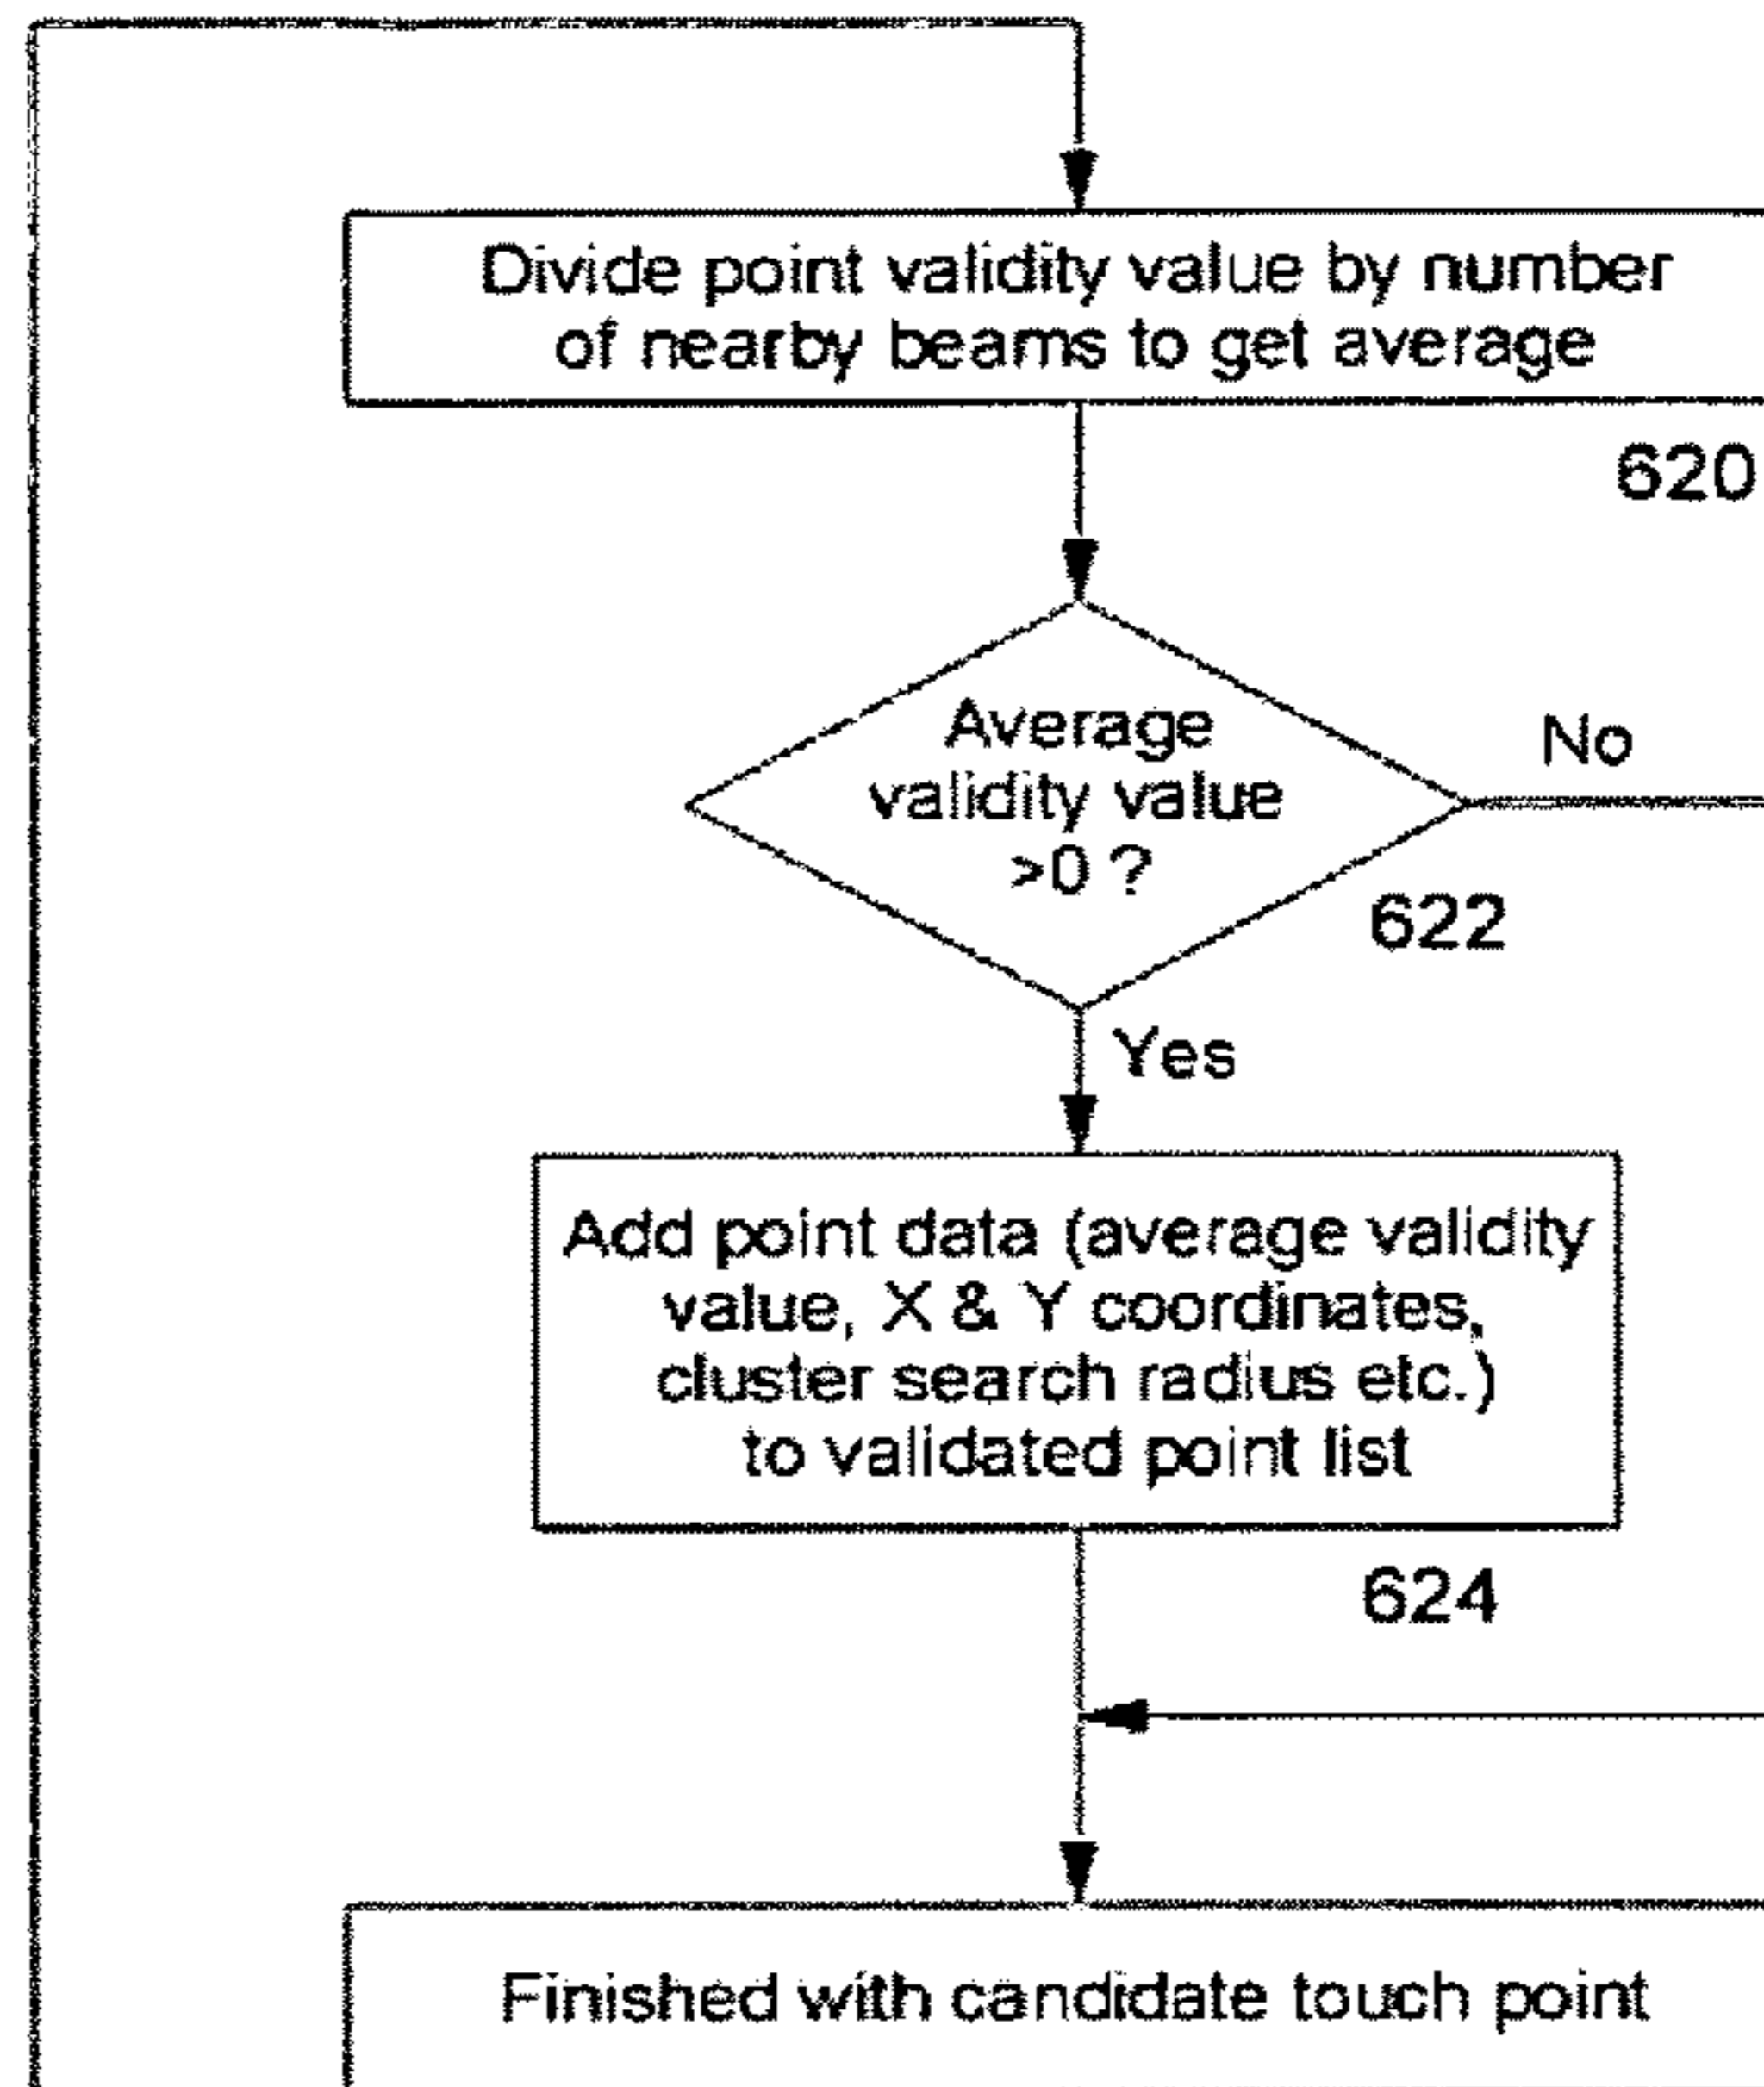 Divide point validity value by number
of nearby beams to get average
620
Average
validity value
>0 ?
No
622
Yes
Add point data (average validity
value, X & Y coordinates,
cluster search radius etc.)
to validated point list
624
Finished with candidate touch point